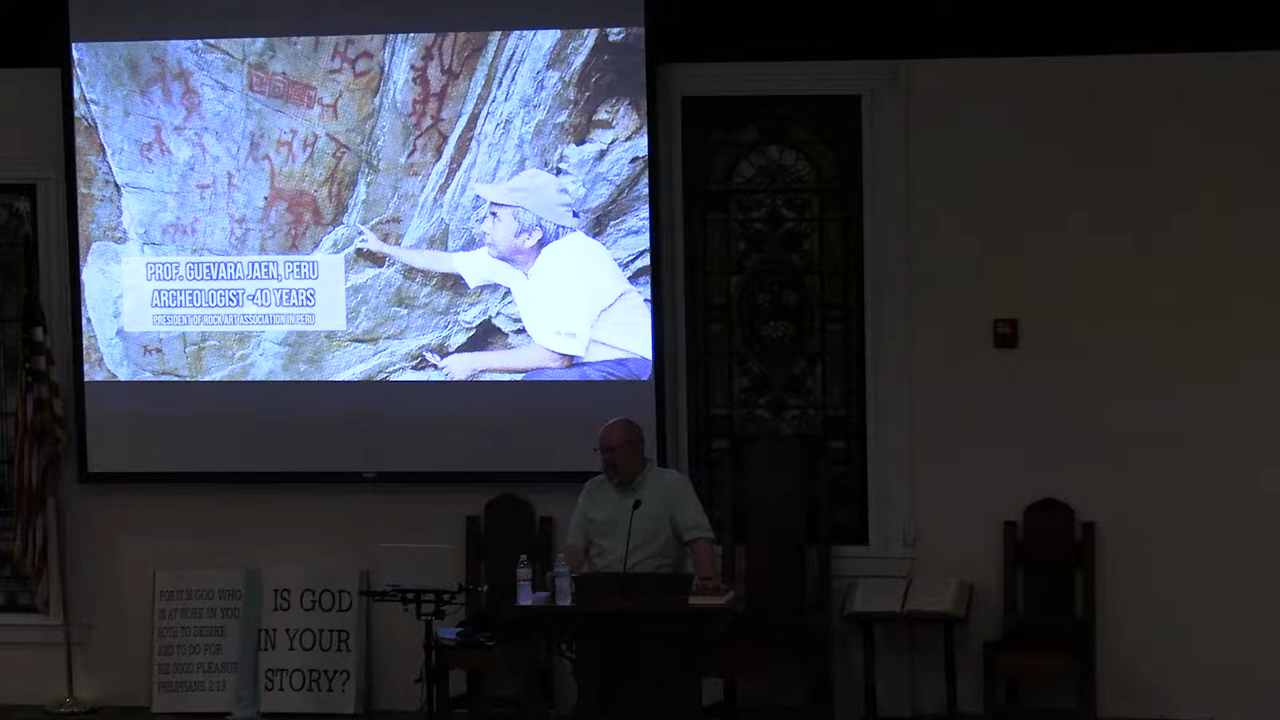 PROF. GUEVARA JAEN, PERU
ARCHEOLOGIST -40 YEARS
PRESIDENT OF ROCK ART ASSOCIATION IN PERU
FOR IT IS GOD WHO
IS AT WORK IN YOU
BOTH TO DESIRE
AND TO DO FOR
HIS GOOD PLEASURE
PHILIPPIANS 2:13
IS GOD
IN YOUR
STORY?